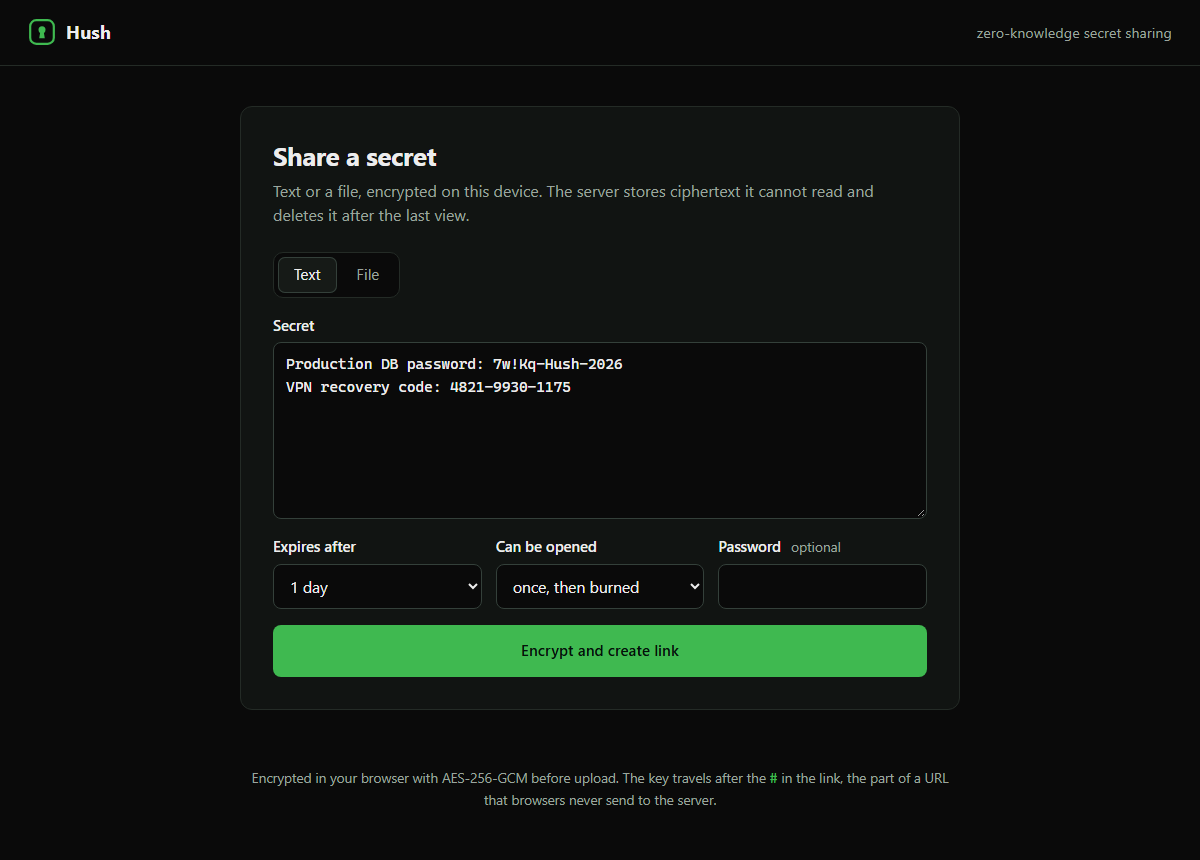 Hush
zero-knowledge secret sharing
Share a secret
Text or a file, encrypted on this device. The server stores ciphertext it cannot read and
deletes it after the last view.
Text File
Secret
Production DB password: 7w!Kq-Hush-2026
VPN recovery code: 4821-9930-1175
Expires after Can be opened Password optional
1 day once, then burned
Encrypt and create link
Encrypted in your browser with AES-256-GCM before upload. The key travels after the # in the link, the part of a URL
that browsers never send to the server.